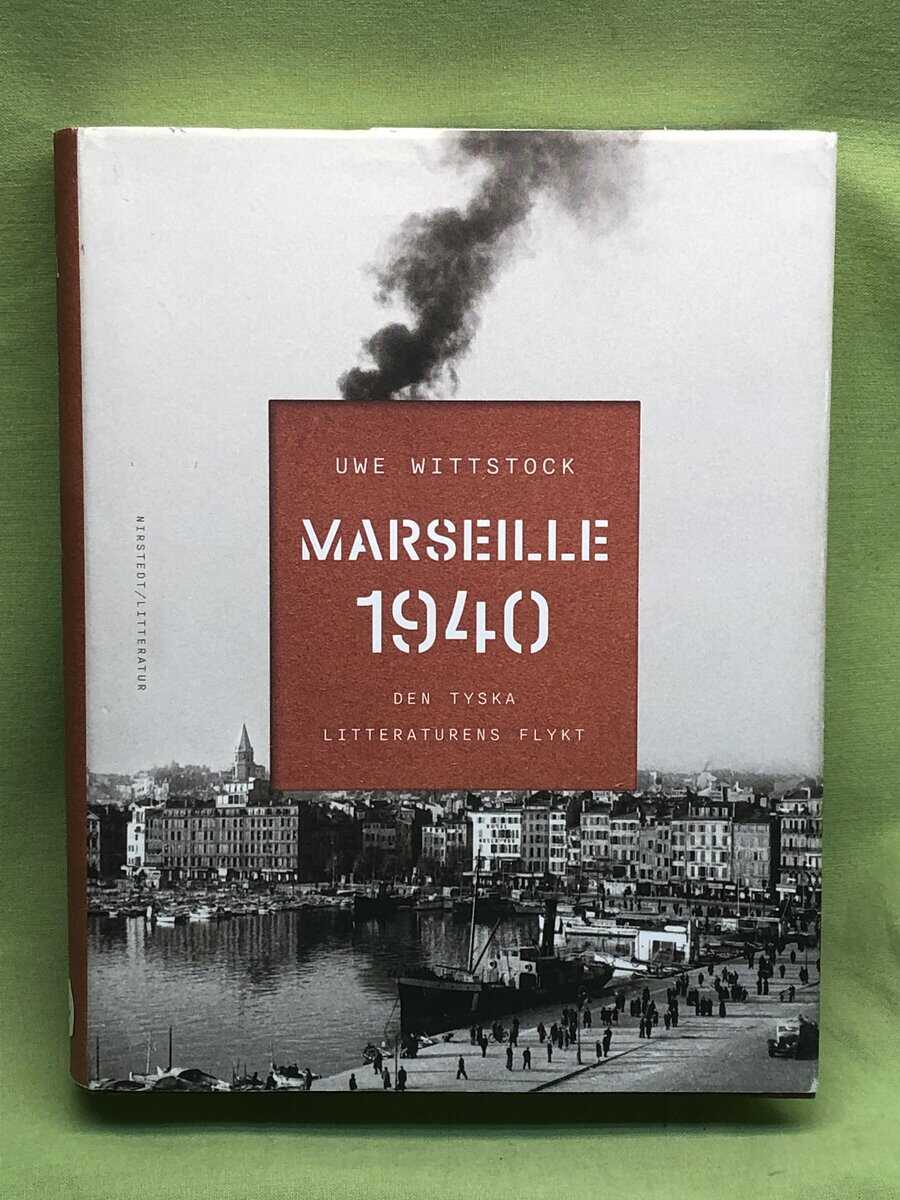 UWE WITTSTOCK
MARSEILLE
1940
DEN TYSKA
LITTERATURENS FLYKT
NIRSTEDT/LITTERATUR